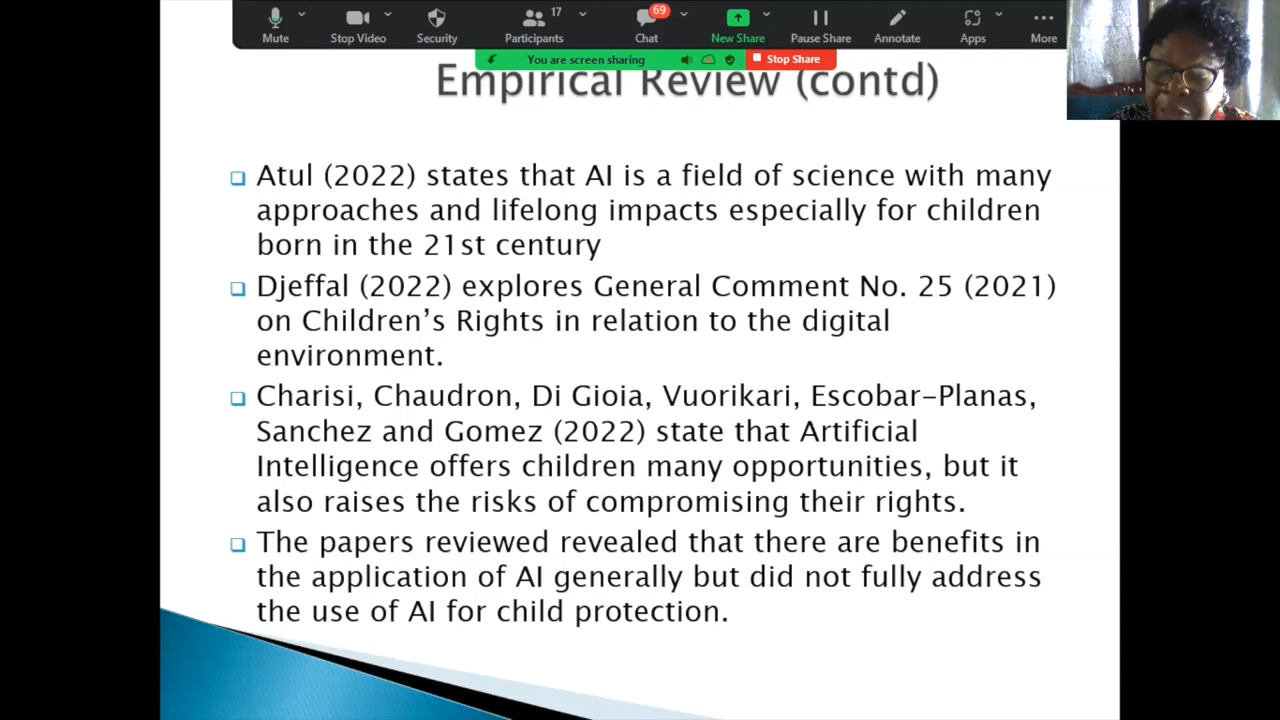 17
69
Mute
Stop Video
Security
Participants
Chat
New Share
Pause Share
Annotate
Apps
More
You are screen sharing
Stop Share
Empirical Review (contd)
Atul (2022) states that AI is a field of science with many
approaches and lifelong impacts especially for children
born in the 21st century
Djeffal (2022) explores General Comment No. 25 (2021)
on Children’s Rights in relation to the digital
environment.
Charisi, Chaudron, Di Gioia, Vuorikari, Escobar-Planas,
Sanchez and Gomez (2022) state that Artificial
Intelligence offers children many opportunities, but it
also raises the risks of compromising their rights.
The papers reviewed revealed that there are benefits in
the application of AI generally but did not fully address
the use of AI for child protection.